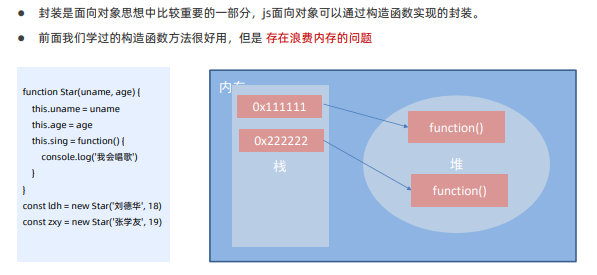 ● 封装是面向对象思想中比较重要的一部分，js面向对象可以通过构造函数实现的封装。
● 前面我们学过的构造函数方法很好用，但是 存在浪费内存的问题
function Star(uname, age) {
this.uname = uname
this.age = age
this.sing = function() {
console.log('我会唱歌')
}
}
const ldh = new Star('刘德华', 18)
const zxy = new Star('张学友', 19)
内存
0x111111
0x222222
栈
function()
堆
function()